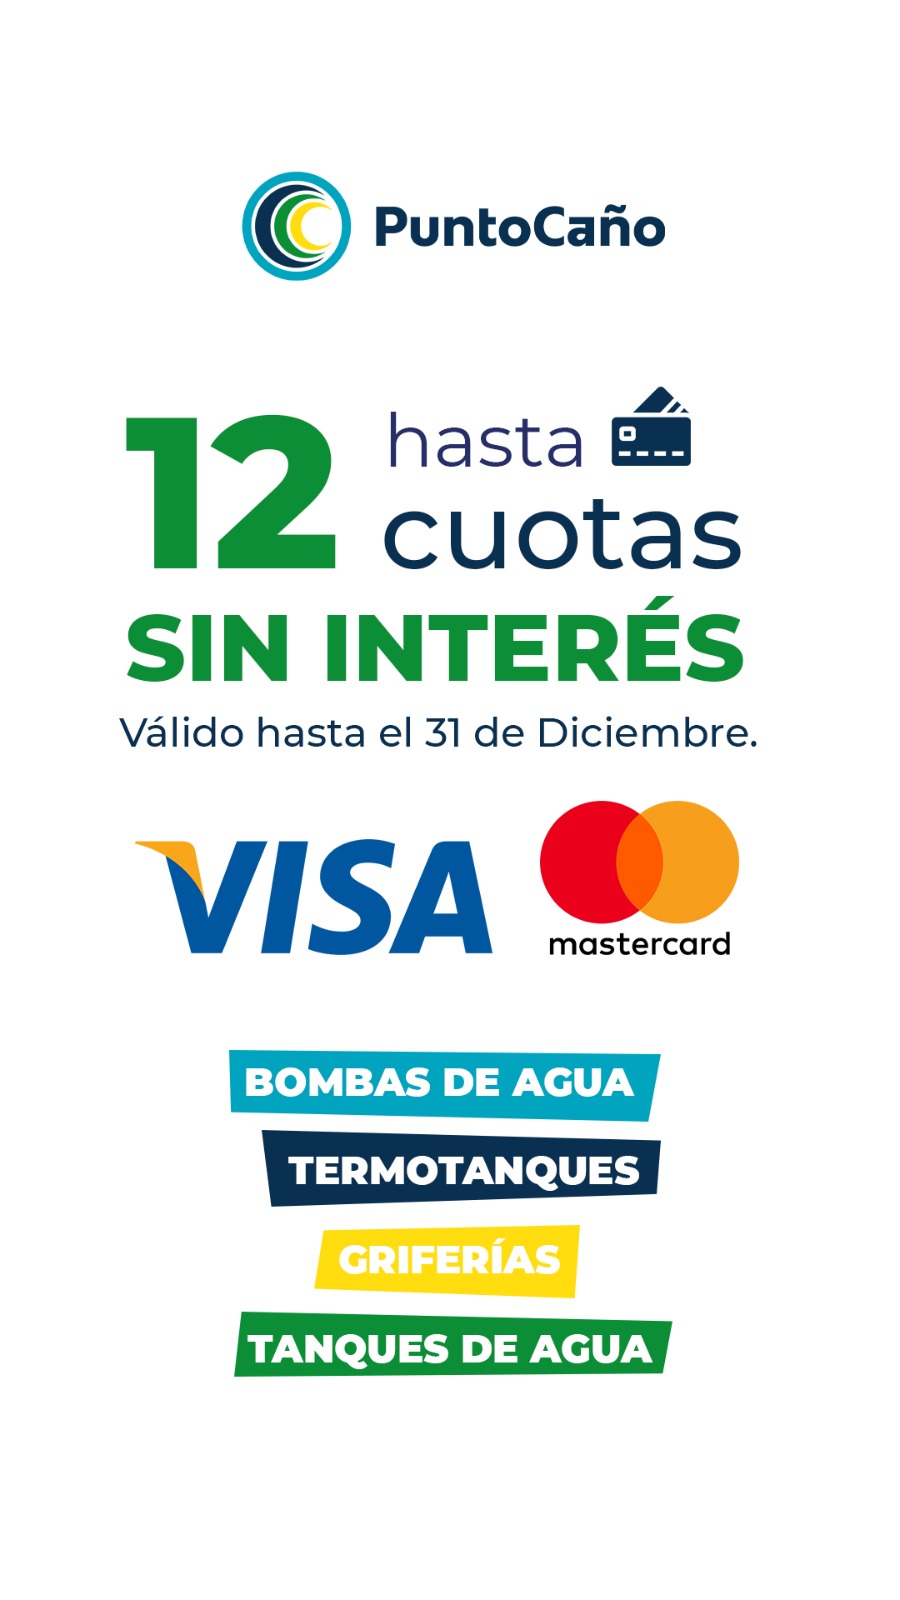 PuntoCaño
12 hasta
cuotas
SIN INTERÉS
Válido hasta el 31 de Diciembre.
VISA
mastercard
BOMBAS DE AGUA
TERMOTANQUES
GRIFERÍAS
TANQUES DE AGUA